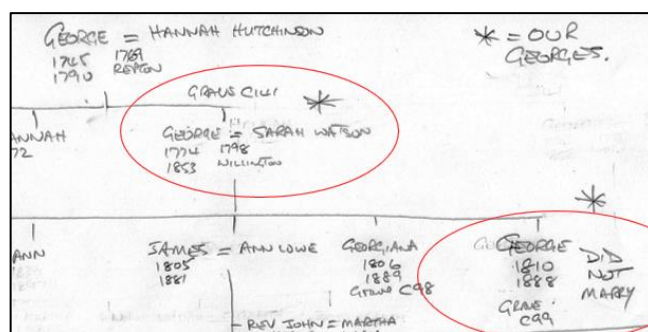 GEORGE = HANNAH HUTCHINSON
1745 1769
1790 REPTON
* = OUR
GEORGES.
GRAVE C111 *
ANNAH GEORGE = SARAH WATSON
72 1774 1798
1853 WILLINGTON
*
ANN JAMES = ANN LOWE GEORGIANA GEORGE DID
1805 1806 1810 NOT
1881 1889 1888 MARRY
GRAVE C98 GRAVE
C99
REV JOHN = MARTHA